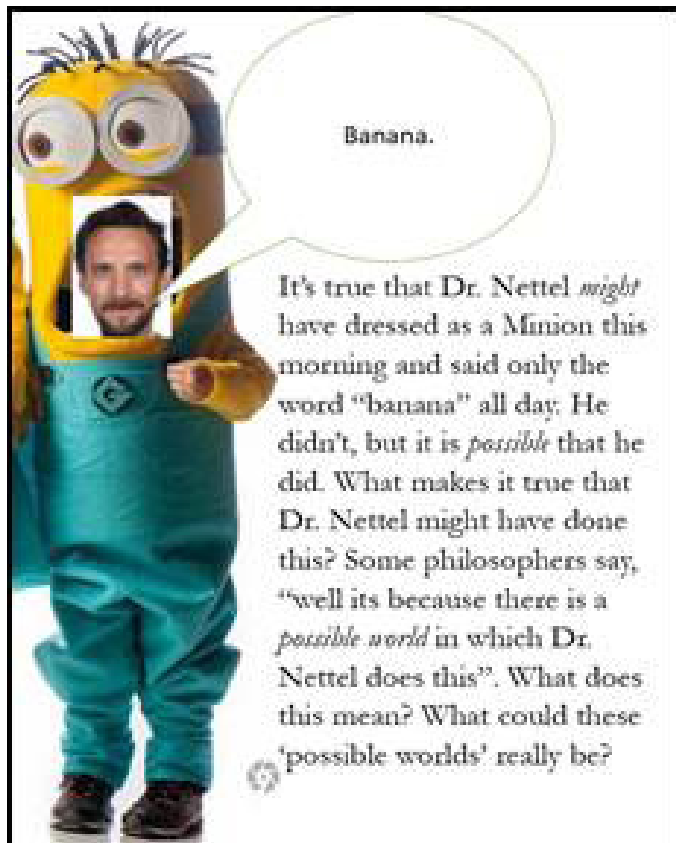 Banana.
It's true that Dr. Nettel might
have dressed as a Minion this
morning and said only the
word “banana” all day. He
didn't, but it is possible that he
did. What makes it true that
Dr. Nettel might have done
this? Some philosophers say,
“well its because there is a
possible world in which Dr.
Nettel does this”. What does
this mean? What could these
‘possible worlds’ really be?